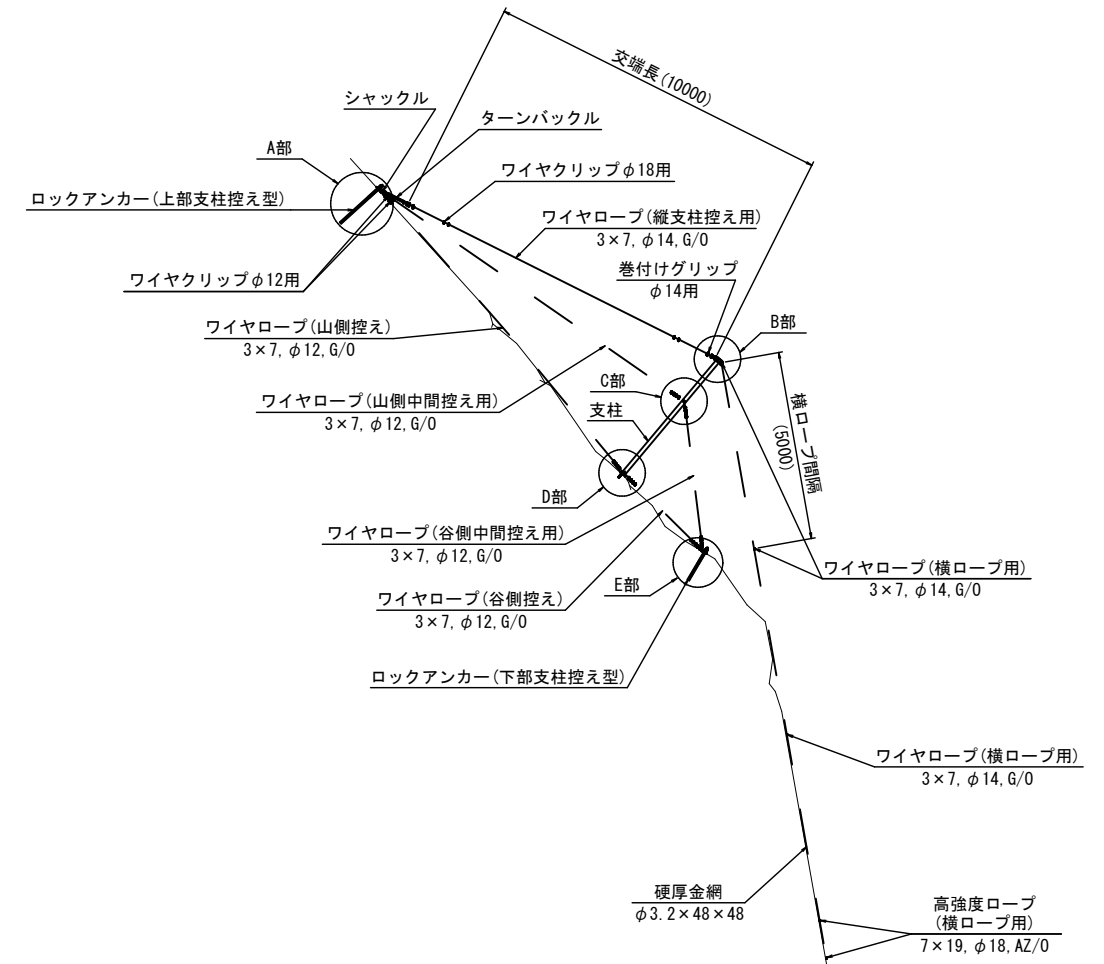 交端長(10000)
シャックル
ターンバックル
A部
ワイヤクリップφ18用
ロックアンカー(上部支柱控え型)
ワイヤロープ(縦支柱控え用)
3×7, φ14, G/O
巻付けグリップ
φ14用
ワイヤクリップφ12用
B部
ワイヤロープ(山側控え)
3×7, φ12, G/O
C部
ワイヤロープ(山側中間控え用)
3×7, φ12, G/O
支柱
横ロープ間隔
(5000)
D部
ワイヤロープ(谷側中間控え用)
3×7, φ12, G/O
ワイヤロープ(横ロープ用)
3×7, φ14, G/O
E部
ワイヤロープ(谷側控え)
3×7, φ12, G/O
ロックアンカー(下部支柱控え型)
ワイヤロープ(横ロープ用)
3×7, φ14, G/O
硬厚金網
φ3.2×48×48
高強度ロープ
(横ロープ用)
7×19, φ18, AZ/O